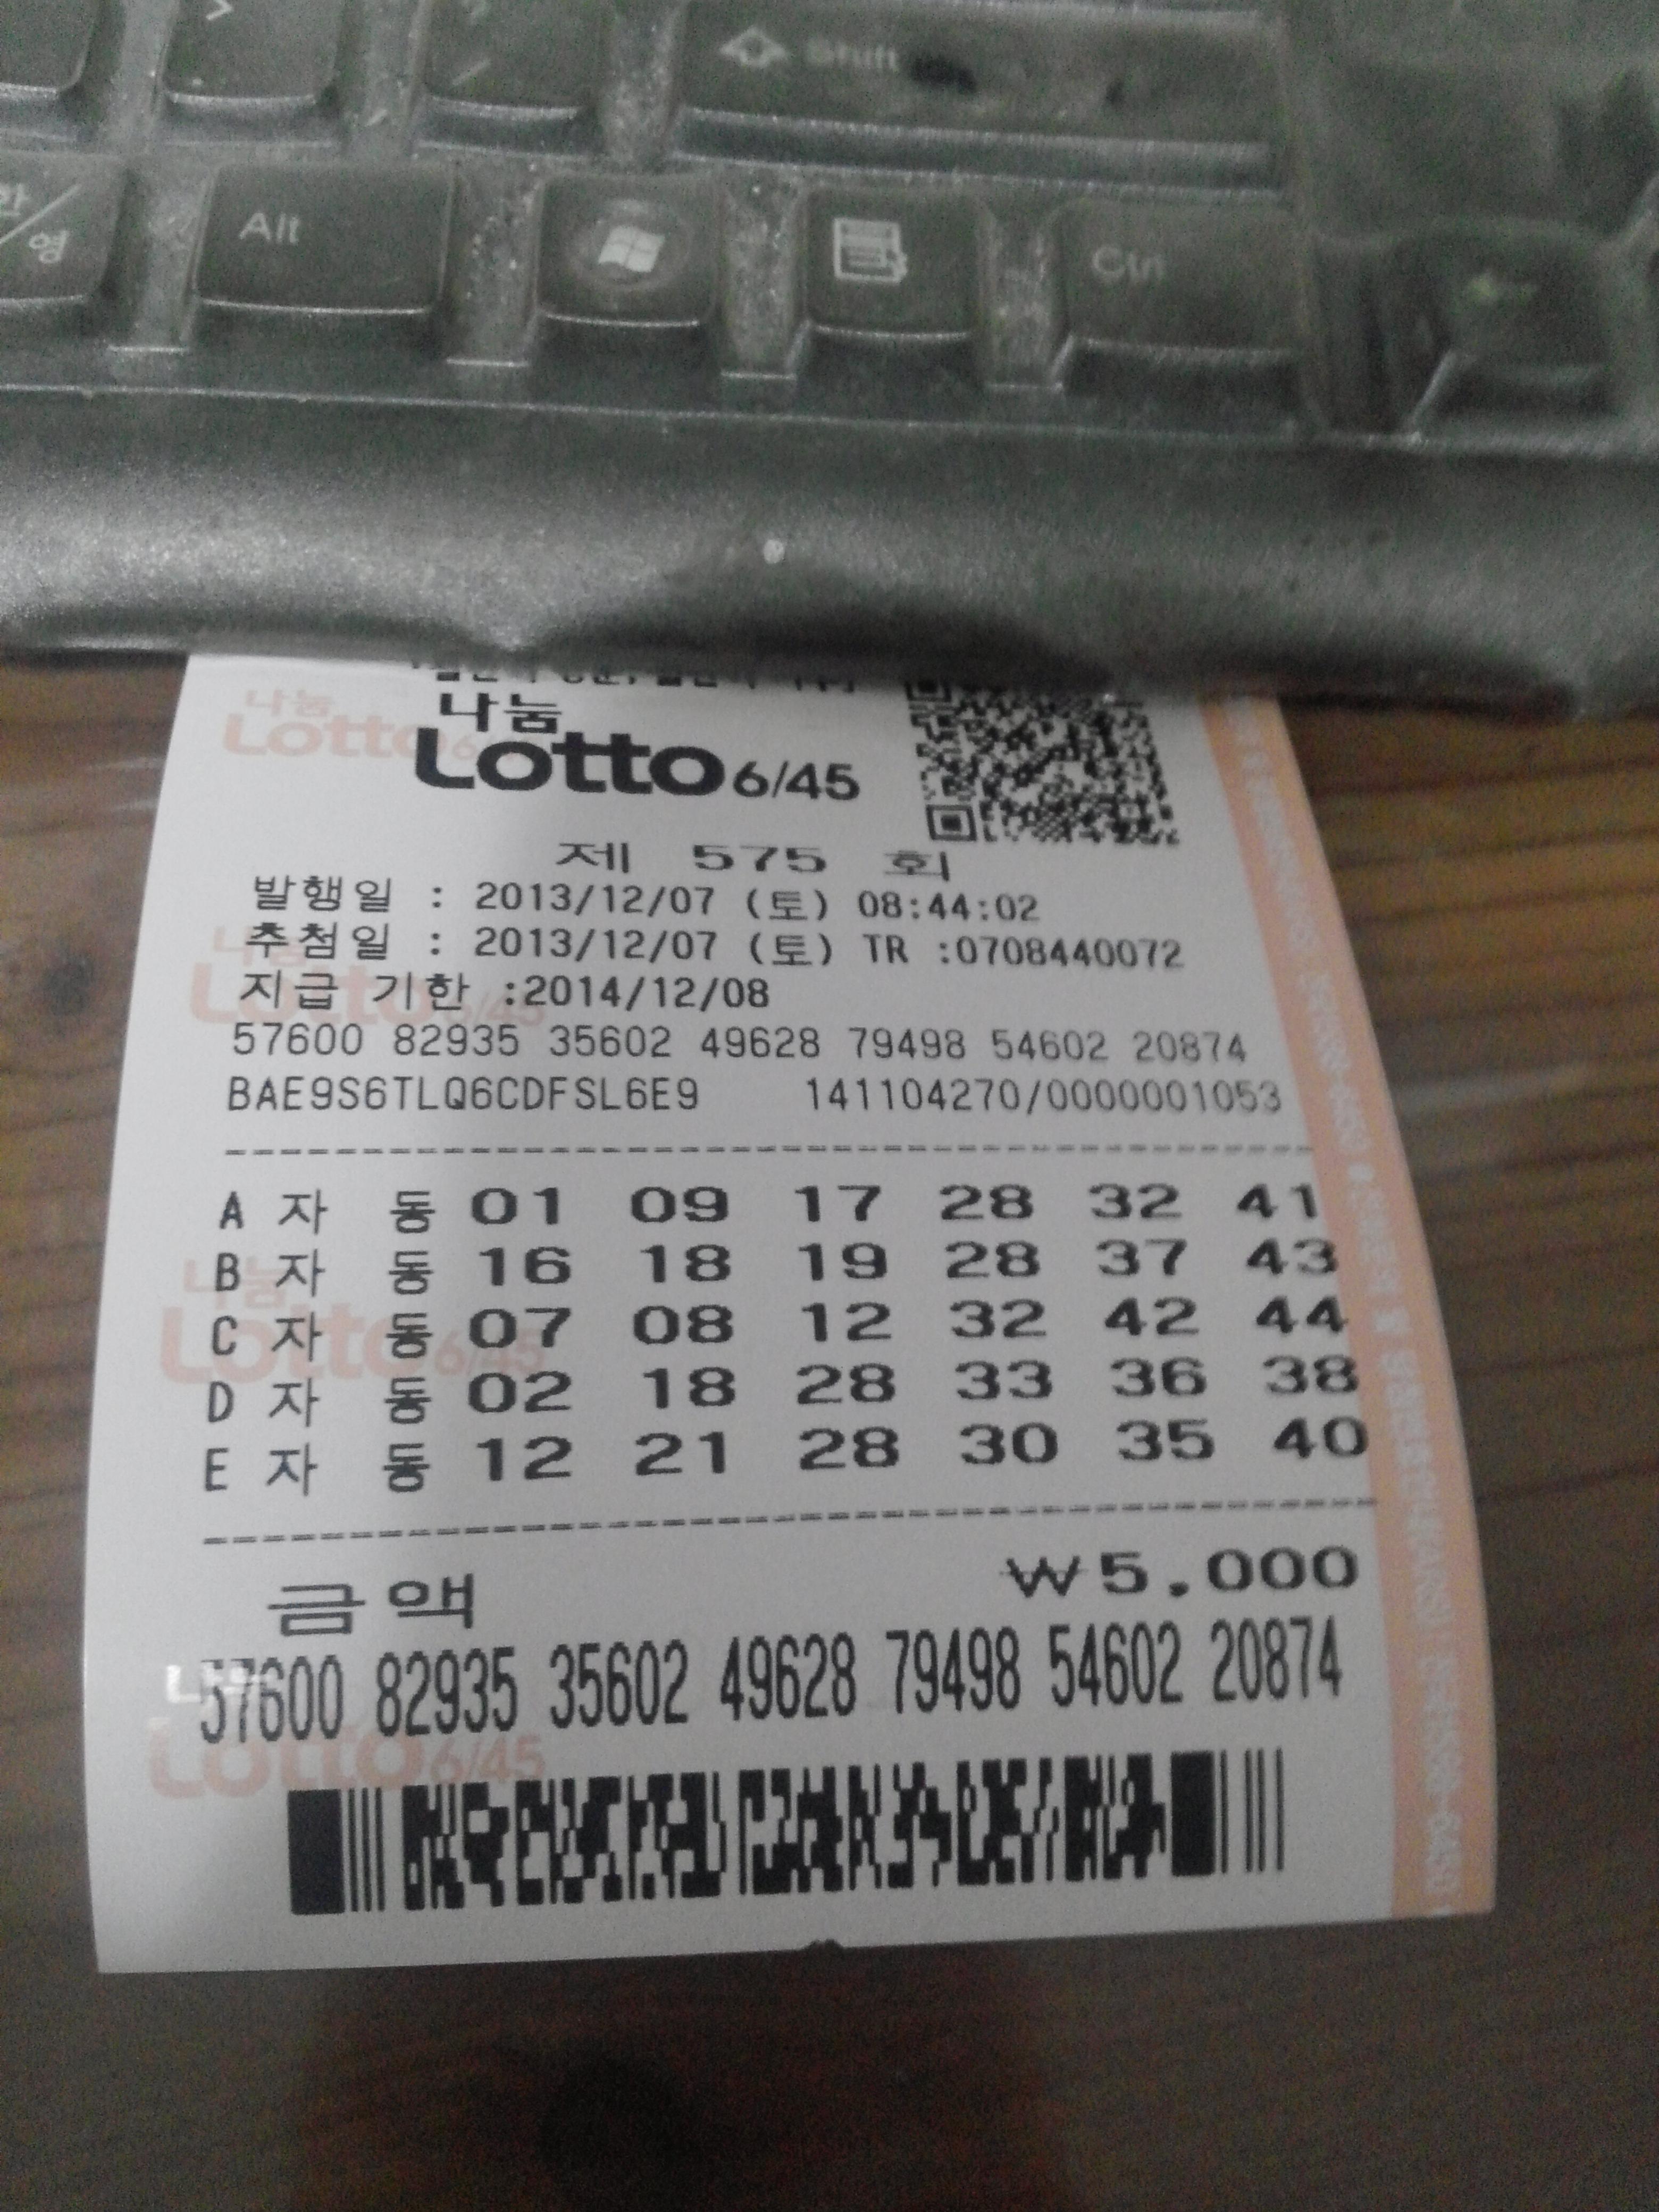 Shift
한/영 Alt Ctrl
나눔
Lotto 6/45
제 575 회
발행일 : 2013/12/07 (토) 08:44:02
추첨일 : 2013/12/07 (토) TR :0708440072
지급 기한 :2014/12/08
57600 82935 35602 49628 79498 54602 20874
BAE9S6TLQ6CDFSL6E9 141104270/0000001053
A 자 동 01 09 17 28 32 41
B 자 동 16 18 19 28 37 43
C 자 동 07 08 12 32 42 44
D 자 동 02 18 28 33 36 38
E 자 동 12 21 28 30 35 40
금액 ₩5,000
57600 82935 35602 49628 79498 54602 20874